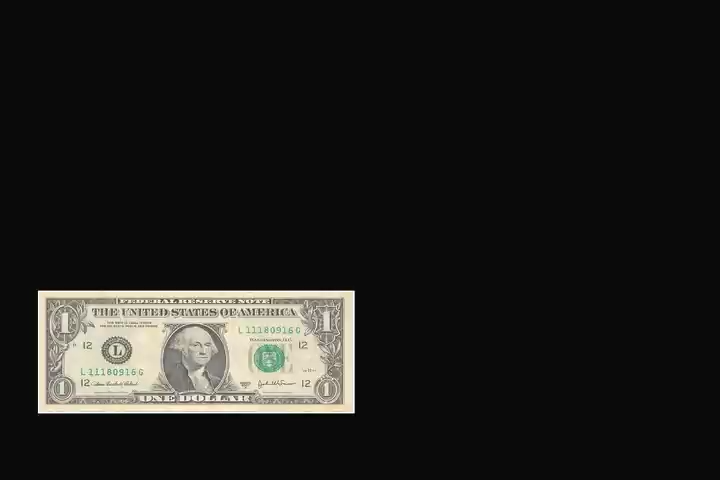 FEDERAL RESERVE NOTE
THE UNITED STATES OF AMERICA
1 1
L 11180916 G
12 L 12
L 11180916 G
12 12
1 ONE DOLLAR 1